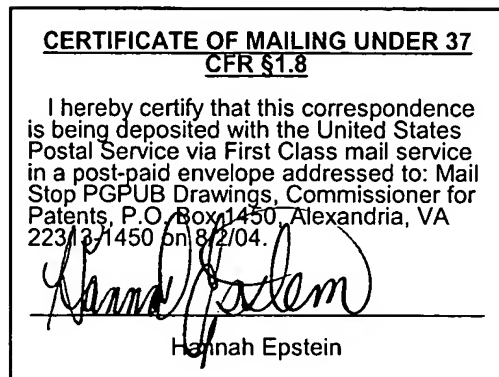 CERTIFICATE OF MAILING UNDER 37
CFR §1.8
I hereby certify that this correspondence
is being deposited with the United States
Postal Service via First Class mail service
in a post-paid envelope addressed to: Mail
Stop PGPUB Drawings, Commissioner for
Patents, P.O. Box 1450, Alexandria, VA
22313-1450 on 8/2/04.
Hannah Epstein
Hannah Epstein